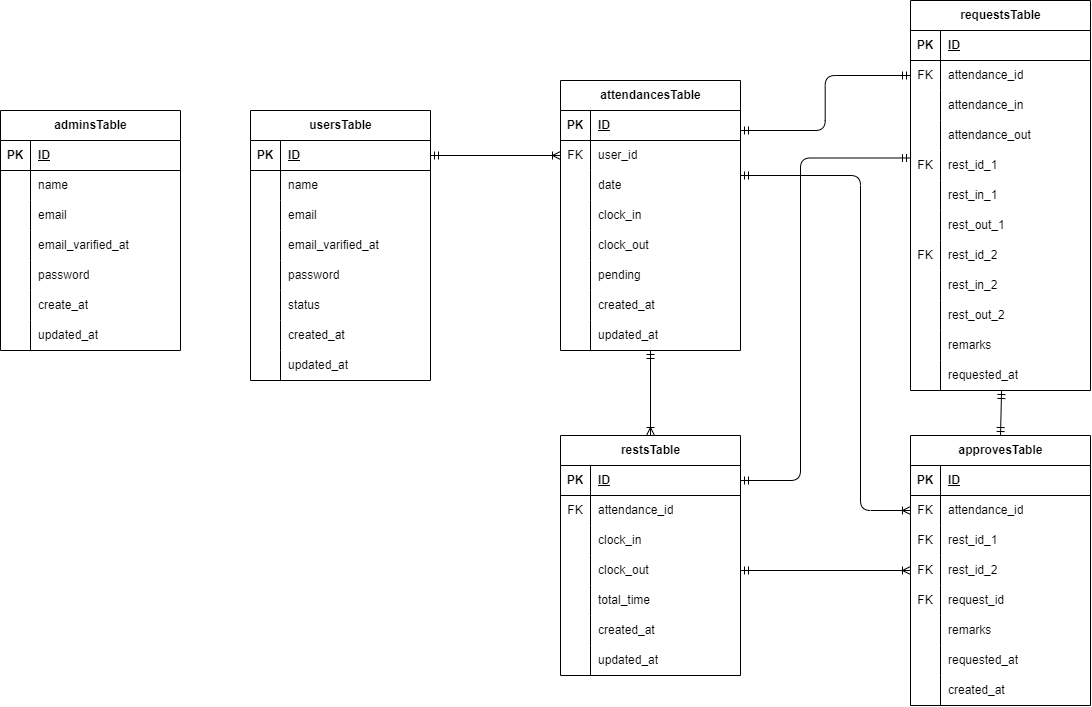 adminsTable
PK ID
name
email
email_varified_at
password
create_at
updated_at
usersTable
PK ID
name
email
email_varified_at
password
status
created_at
updated_at
attendancesTable
PK ID
FK user_id
date
clock_in
clock_out
pending
created_at
updated_at
restsTable
PK ID
FK attendance_id
clock_in
clock_out
total_time
created_at
updated_at
requestsTable
PK ID
FK attendance_id
attendance_in
attendance_out
FK rest_id_1
rest_in_1
rest_out_1
FK rest_id_2
rest_in_2
rest_out_2
remarks
requested_at
approvesTable
PK ID
FK attendance_id
FK rest_id_1
FK rest_id_2
FK request_id
remarks
requested_at
created_at